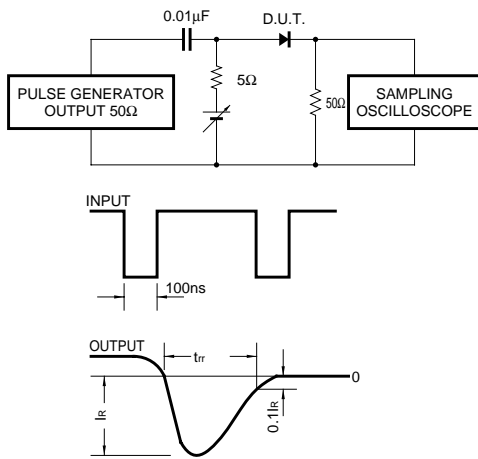 0.01µF
D.U.T.
5Ω
50Ω
PULSE GENERATOR
OUTPUT 50Ω
SAMPLING
OSCILLOSCOPE
INPUT
100ns
OUTPUT
trr
0
IR
0.1IR